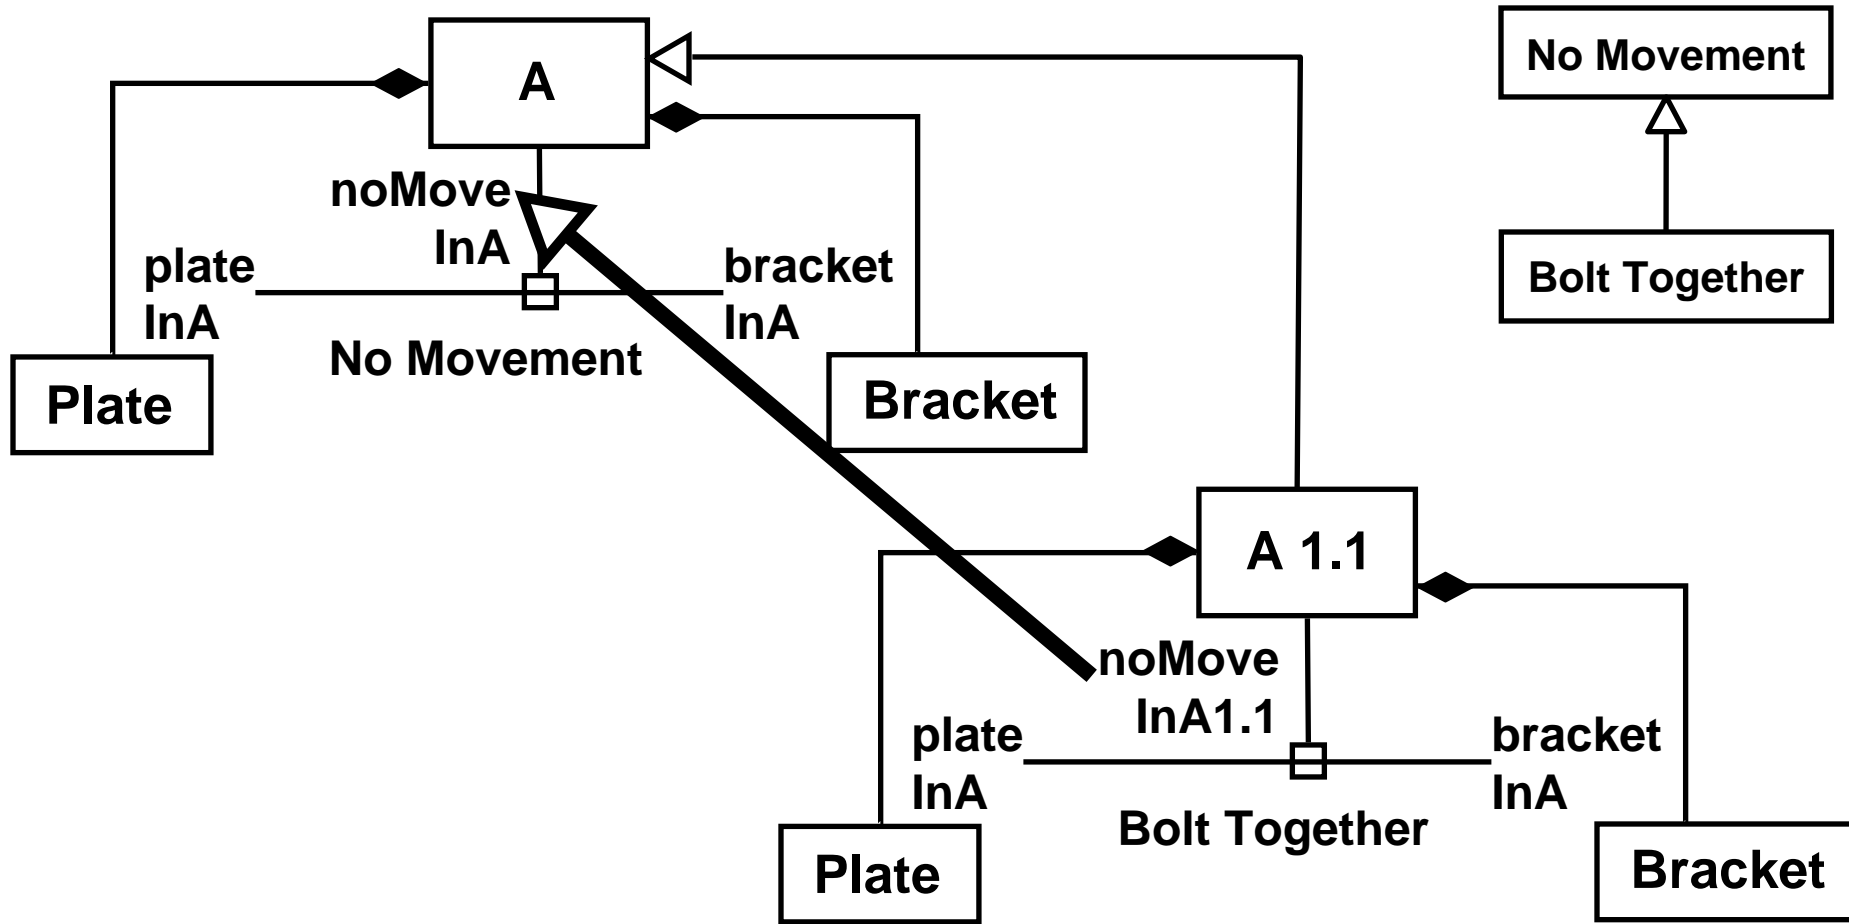 A
No Movement
noMove
InA
plate
InA
bracket
InA
No Movement
Bolt Together
Plate
Bracket
A 1.1
noMove
InA1.1
plate
InA
bracket
InA
Bolt Together
Plate
Bracket